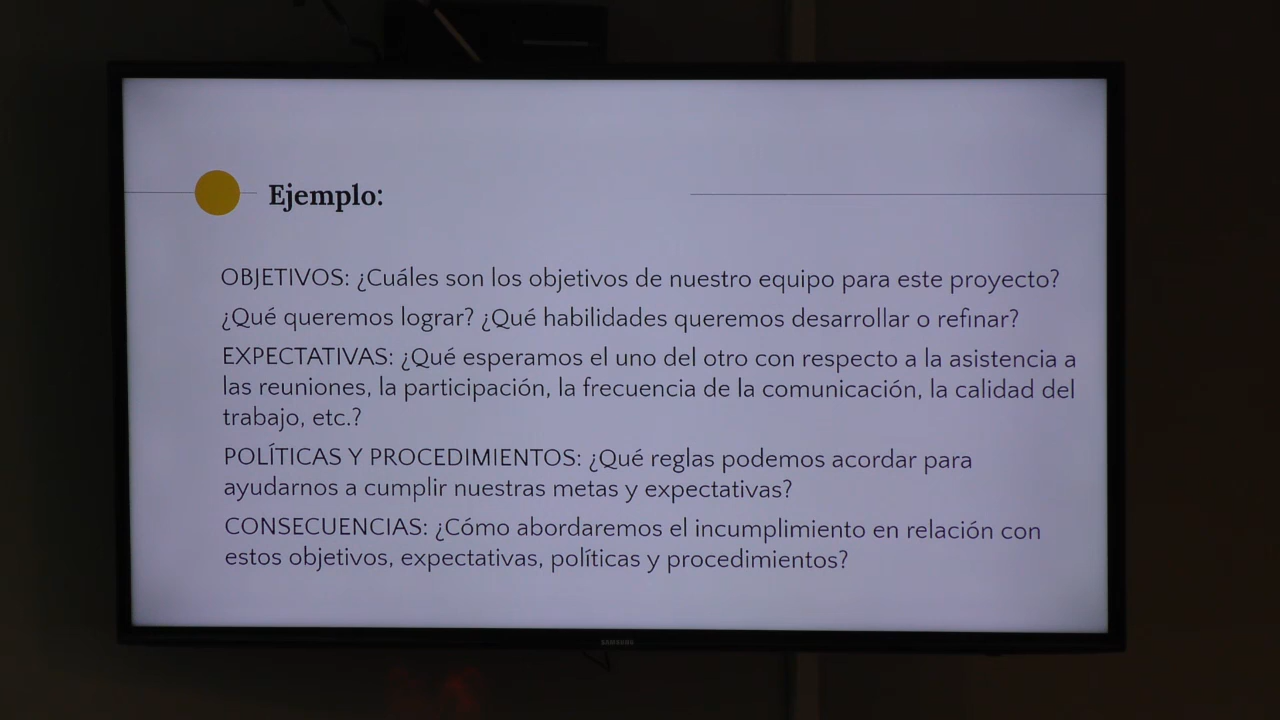 Ejemplo:
OBJETIVOS: ¿Cuáles son los objetivos de nuestro equipo para este proyecto?
¿Qué queremos lograr? ¿Qué habilidades queremos desarrollar o refinar?
EXPECTATIVAS: ¿Qué esperamos el uno del otro con respecto a la asistencia a
las reuniones, la participación, la frecuencia de la comunicación, la calidad del
trabajo, etc.?
POLÍTICAS Y PROCEDIMIENTOS: ¿Qué reglas podemos acordar para
ayudarnos a cumplir nuestras metas y expectativas?
CONSECUENCIAS: ¿Cómo abordaremos el incumplimiento en relación con
estos objetivos, expectativas, políticas y procedimientos?
SAMSUNG